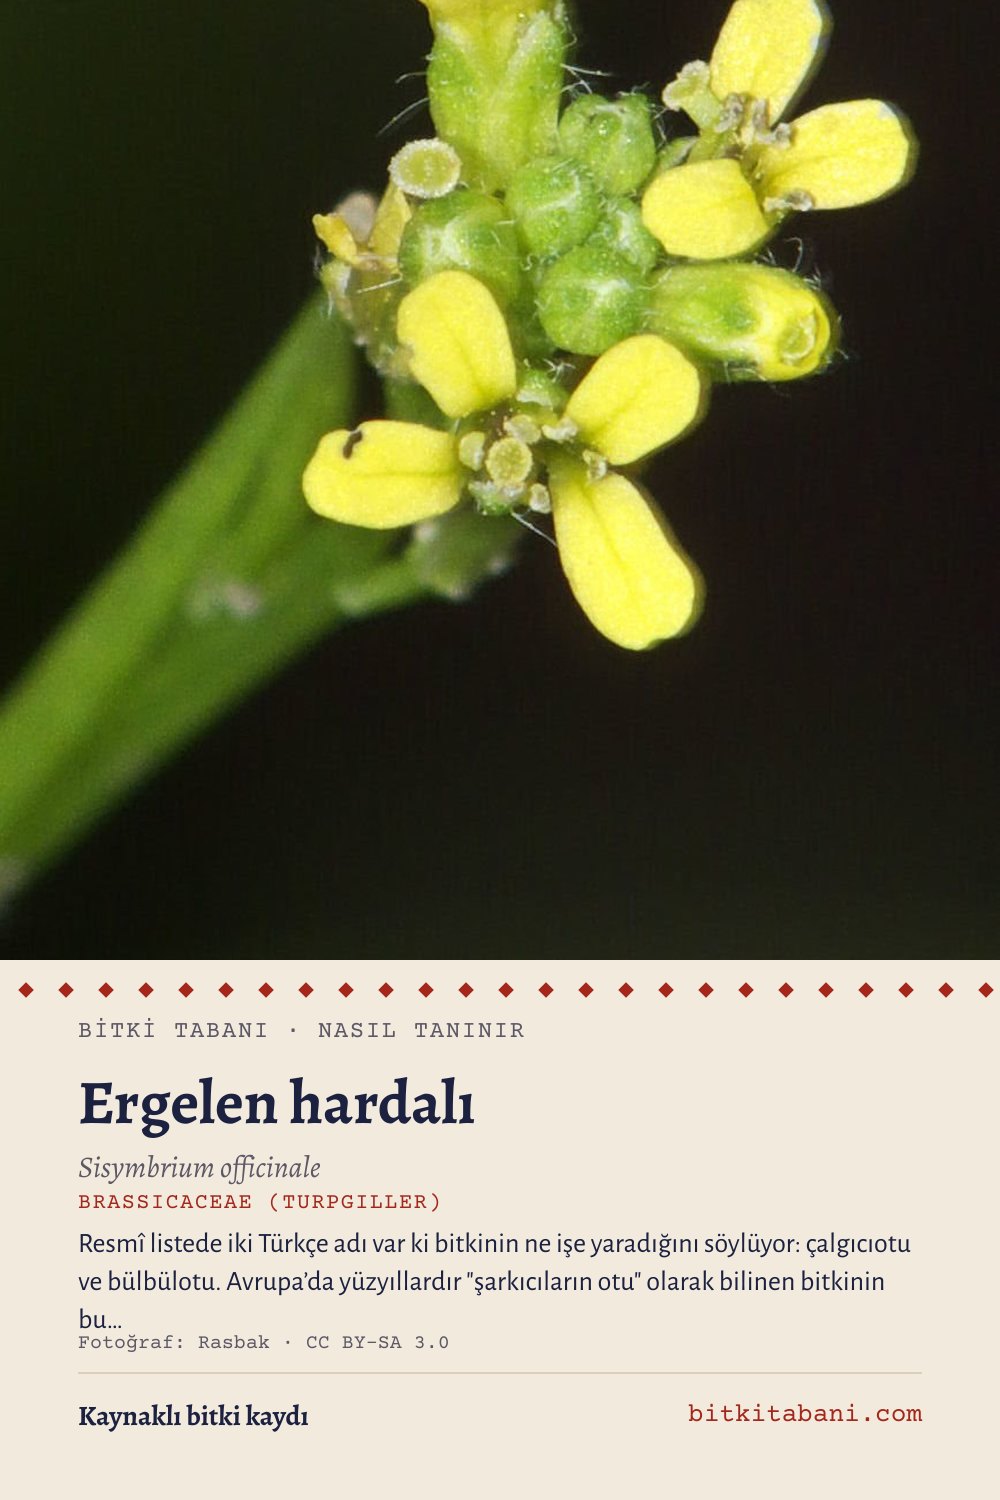 BİTKİ TABANI · NASIL TANINIR
Ergelen hardalı
Sisymbrium officinale
BRASSICACEAE (TURPGILLER)
Resmî listede iki Türkçe adı var ki bitkinin ne işe yaradığını söylüyor: çalgıcıotu
ve bülbülotu. Avrupa’da yüzyıllardır "şarkıcıların otu" olarak bilinen bitkinin
bu…
Fotoğraf: Rasbak · CC BY-SA 3.0
Kaynaklı bitki kaydı
bitkitabani.com